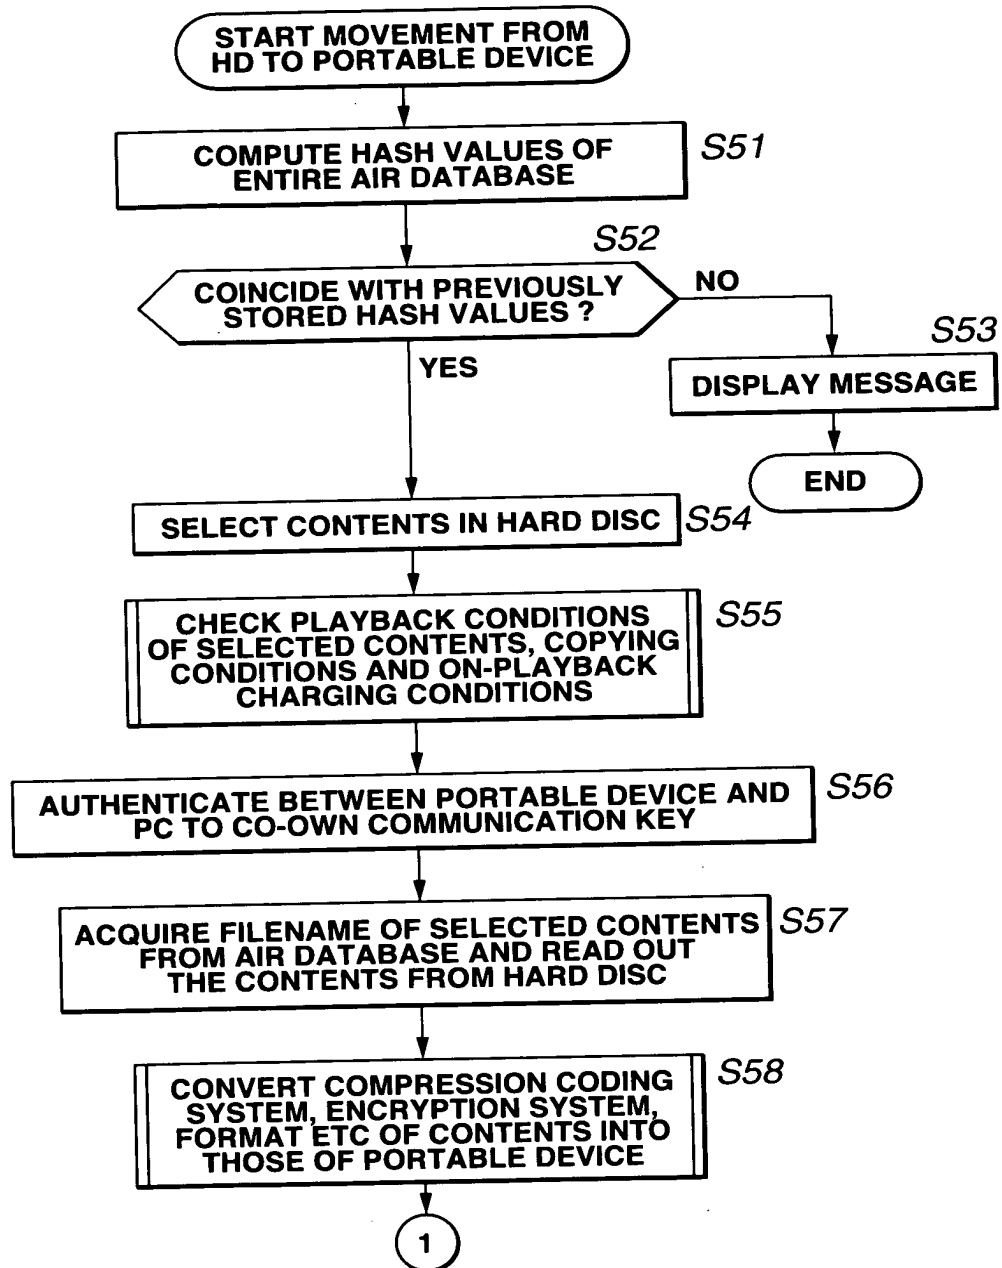 START MOVEMENT FROM
HD TO PORTABLE DEVICE
COMPUTE HASH VALUES OF
ENTIRE AIR DATABASE
S51
S52
COINCIDE WITH PREVIOUSLY
STORED HASH VALUES ?
NO
YES
S53
DISPLAY MESSAGE
END
SELECT CONTENTS IN HARD DISC
S54
CHECK PLAYBACK CONDITIONS
OF SELECTED CONTENTS, COPYING
CONDITIONS AND ON-PLAYBACK
CHARGING CONDITIONS
S55
AUTHENTICATE BETWEEN PORTABLE DEVICE AND
PC TO CO-OWN COMMUNICATION KEY
S56
ACQUIRE FILENAME OF SELECTED CONTENTS
FROM AIR DATABASE AND READ OUT
THE CONTENTS FROM HARD DISC
S57
CONVERT COMPRESSION CODING
SYSTEM, ENCRYPTION SYSTEM,
FORMAT ETC OF CONTENTS INTO
THOSE OF PORTABLE DEVICE
S58
1